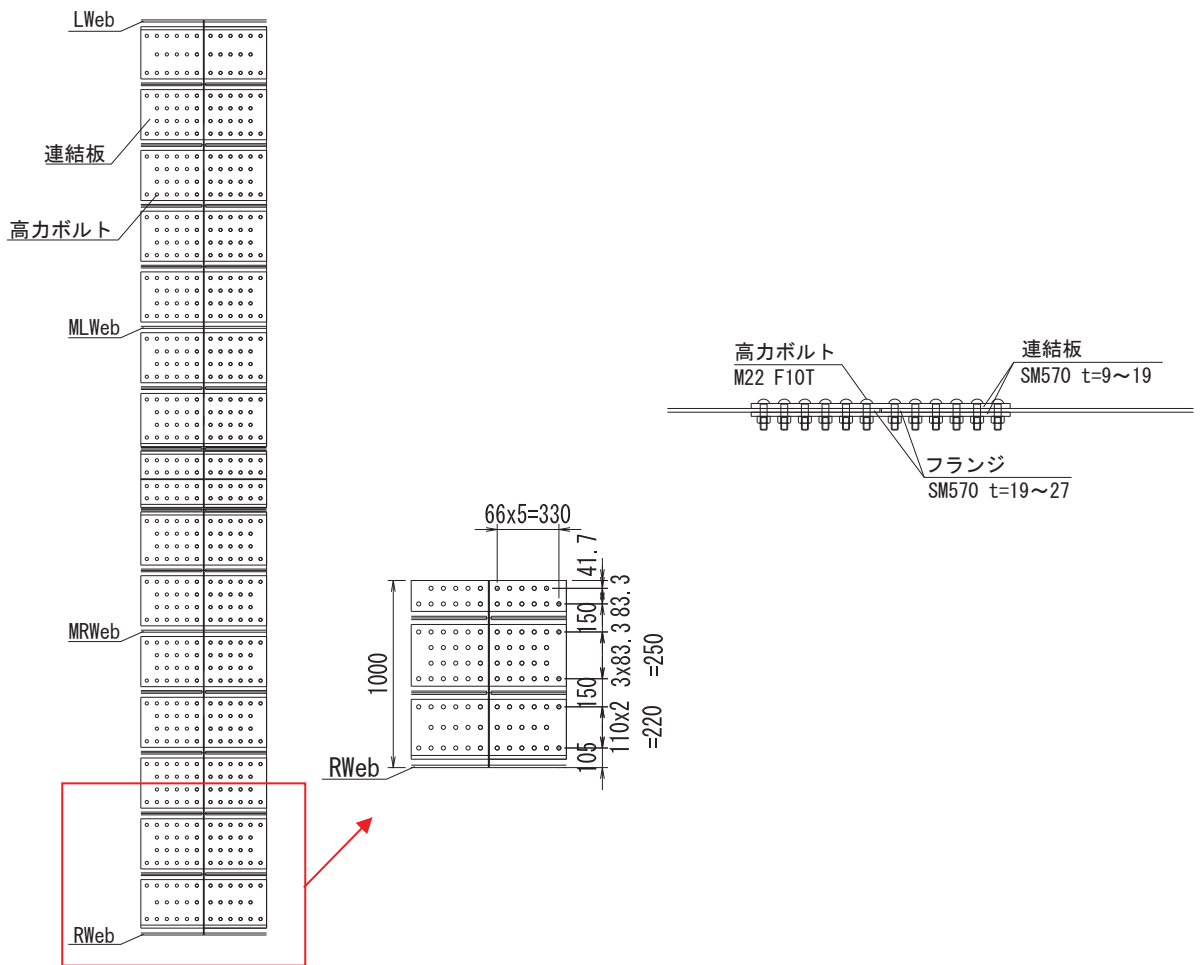 LWeb
連結板
高力ボルト
MLWeb
MRWeb
RWeb
66x5=330
41.7
83.3
150
3x83.3
=250
150
110x2
=220
105
1000
RWeb
高力ボルト
M22 F10T
連結板
SM570 t=9～19
フランジ
SM570 t=19～27